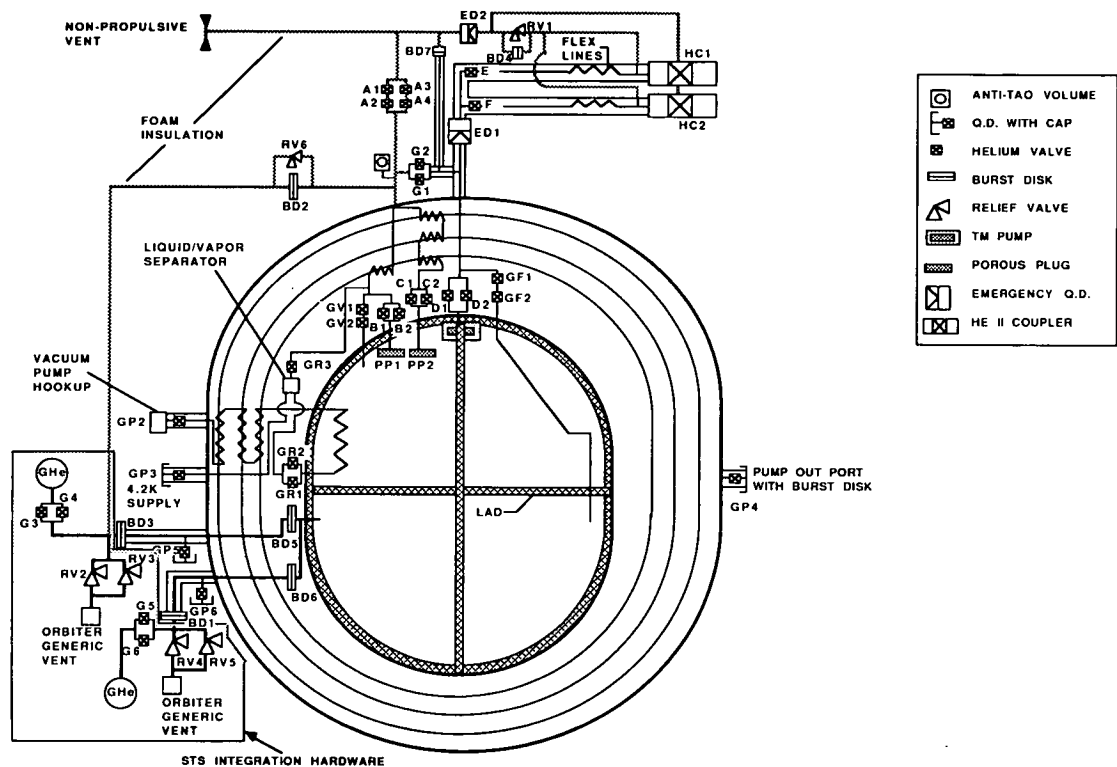 NON-PROPULSIVE
VENT
ED2
RV1
BD7
BD4
FLEX
LINES
HC1
E
A1
A3
A2
A4
F
HC2
FOAM
INSULATION
ED1
RV6
G2
G1
BD2
LIQUID/VAPOR
SEPARATOR
C1
C2
GF1
D1
D2
GF2
GV1
GV2
B1
B2
PP1
PP2
GR3
VACUUM
PUMP
HOOKUP
GP2
GR2
GHe
GP3
4.2K
SUPPLY
GR1
PUMP OUT PORT
WITH BURST DISK
GP4
G4
G3
LAD
BD3
BD5
GP5
RV2
RV3
BD6
GP6
G5
BD1
ORBITER
GENERIC
VENT
G6
RV4
RV5
GHe
ORBITER
GENERIC
VENT
STS INTEGRATION HARDWARE
ANTI-TAO VOLUME
Q.D. WITH CAP
HELIUM VALVE
BURST DISK
RELIEF VALVE
TM PUMP
POROUS PLUG
EMERGENCY Q.D.
HE II COUPLER